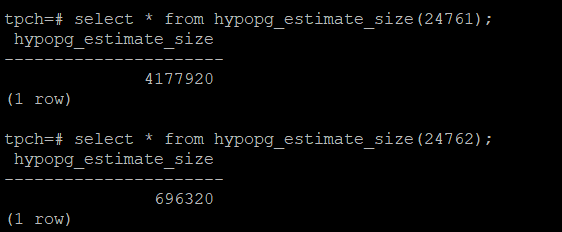 tpch=# select * from hypopg_estimate_size(24761);
 hypopg_estimate_size
----------------------
              4177920
(1 row)

tpch=# select * from hypopg_estimate_size(24762);
 hypopg_estimate_size
----------------------
               696320
(1 row)